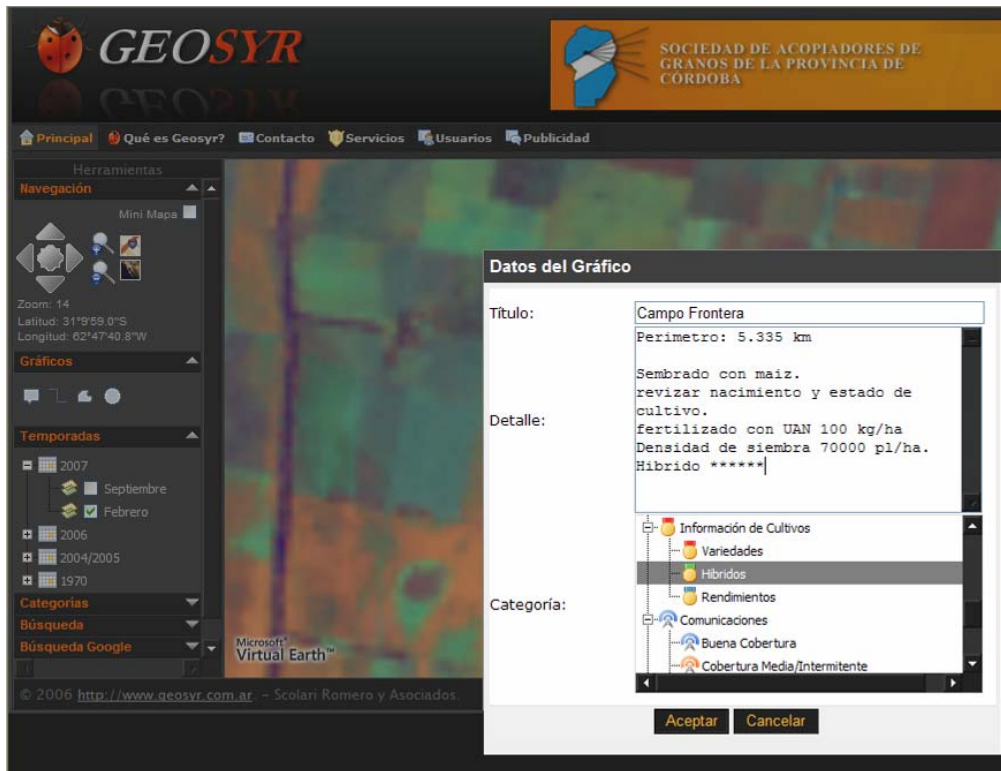 GEOSYR
SOCIEDAD DE ACOPIADORES DE
GRANOS DE LA PROVINCIA DE
CÓRDOBA
Principal Qué es Geosyr? Contacto Servicios Usuarios Publicidad
Herramientas
Navegación
Mini Mapa
Zoom: 14
Latitud: 31°9'59.0"S
Longitud: 62°47'40.8"W
Gráficos
Temporadas
2007
Septiembre
Febrero
2006
2004/2005
1970
Categorias
Búsqueda
Búsqueda Google
Microsoft®
Virtual Earth™
© 2006 http://www.geosyr.com.ar. - Scolari Romero y Asociados.
Datos del Gráfico
Título: Campo Frontera
Detalle:
Perimetro: 5.335 km
Sembrado con maiz.
revizar nacimiento y estado de
cultivo.
fertilizado con UAN 100 kg/ha
Densidad de siembra 70000 pl/ha.
Hibrido ******
Categoría:
Información de Cultivos
Variedades
Hibridos
Rendimientos
Comunicaciones
Buena Cobertura
Cobertura Media/Intermitente
Aceptar Cancelar